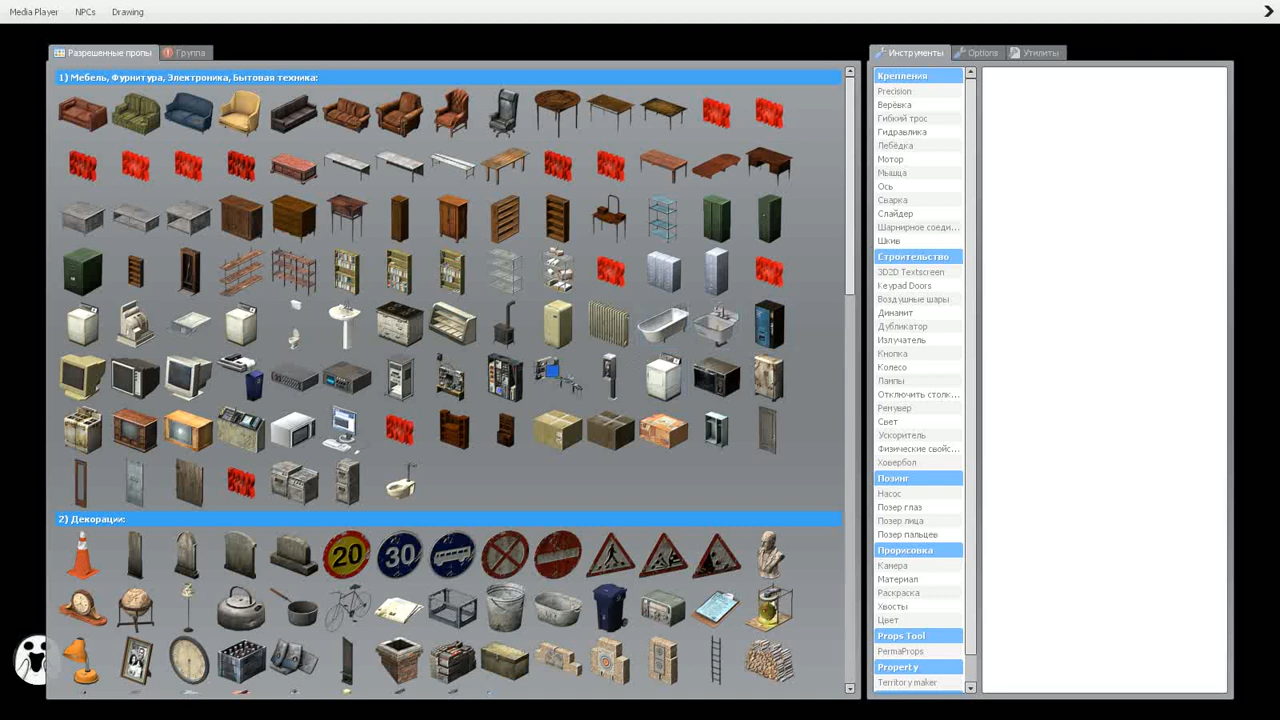 Media Player NPCs Drawing
Разрешенные пропы Группа
Инструменты Options Утилиты
1) Мебель, Фурнитура, Электроника, Бытовая техника:
2) Декорации:
20 30
Крепления
Precision
Верёвка
Гибкий трос
Гидравлика
Лебёдка
Мотор
Мышца
Ось
Сварка
Слайдер
Шарнирное соеди...
Шкив
Строительство
3D2D Textscreen
Keypad Doors
Воздушные шары
Динамит
Дубликатор
Излучатель
Кнопка
Колесо
Лампы
Отключить столк...
Ремувер
Свет
Ускоритель
Физические свойс...
Ховербол
Позинг
Насос
Позер глаз
Позер лица
Позер пальцев
Прорисовка
Камера
Материал
Раскраска
Хвосты
Цвет
Props Tool
PermaProps
Property
Territory maker